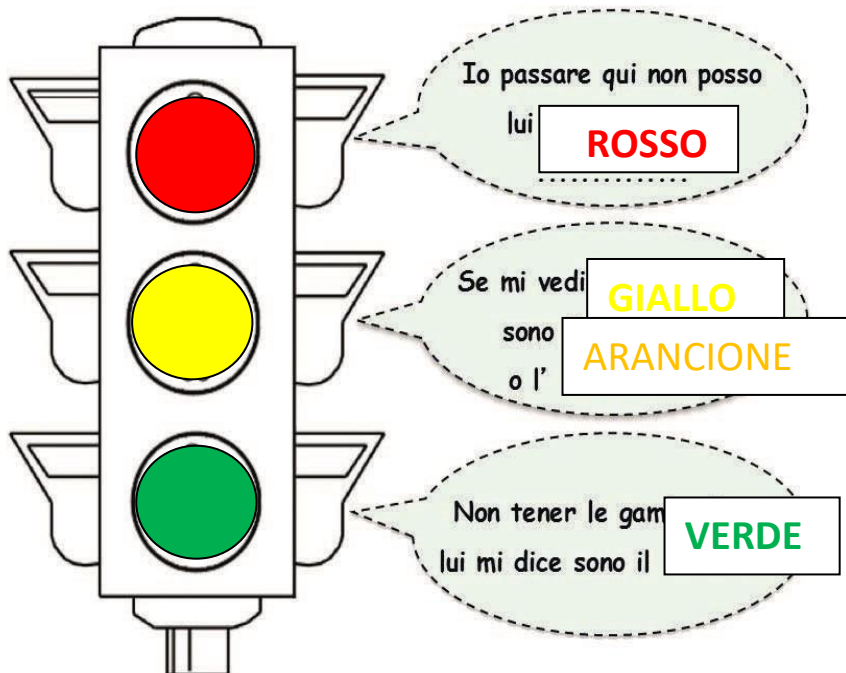 Io passare qui non posso
lui ROSSO
...............
Se mi vedi GIALLO
sono ARANCIONE
o l'
Non tener le gam
lui mi dice sono il VERDE